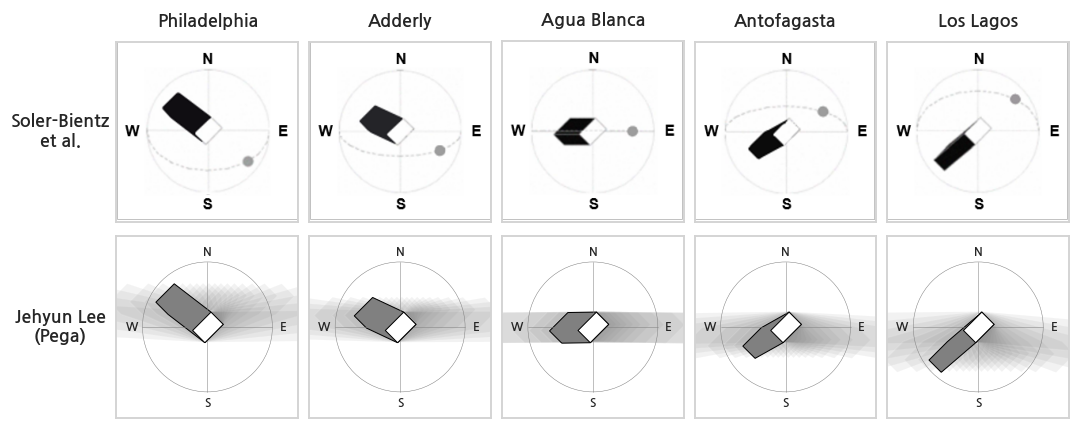 Philadelphia
Adderly
Agua Blanca
Antofagasta
Los Lagos
Soler-Bientz
et al.
N
W
E
S
N
W
E
S
N
W
E
S
N
W
E
S
N
W
E
S
Jehyun Lee
(Pega)
N
W
E
S
N
W
E
S
N
W
E
S
N
W
E
S
N
W
E
S